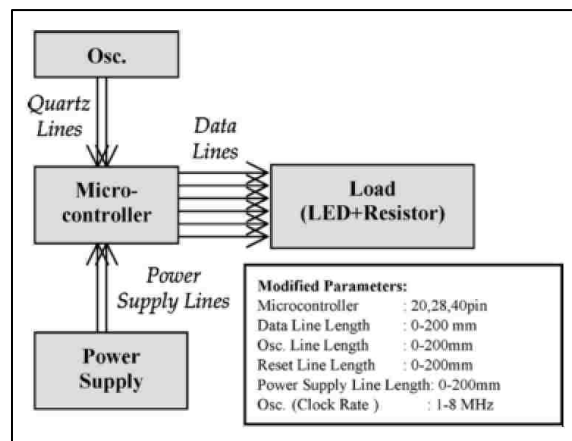 Osc.
Quartz
Lines
Data
Lines
Micro-
controller
Load
(LED+Resistor)
Power
Supply Lines
Power
Supply
Modified Parameters:
Microcontroller : 20,28,40pin
Data Line Length : 0-200 mm
Osc. Line Length : 0-200mm
Reset Line Length : 0-200mm
Power Supply Line Length: 0-200mm
Osc. (Clock Rate ) : 1-8 MHz